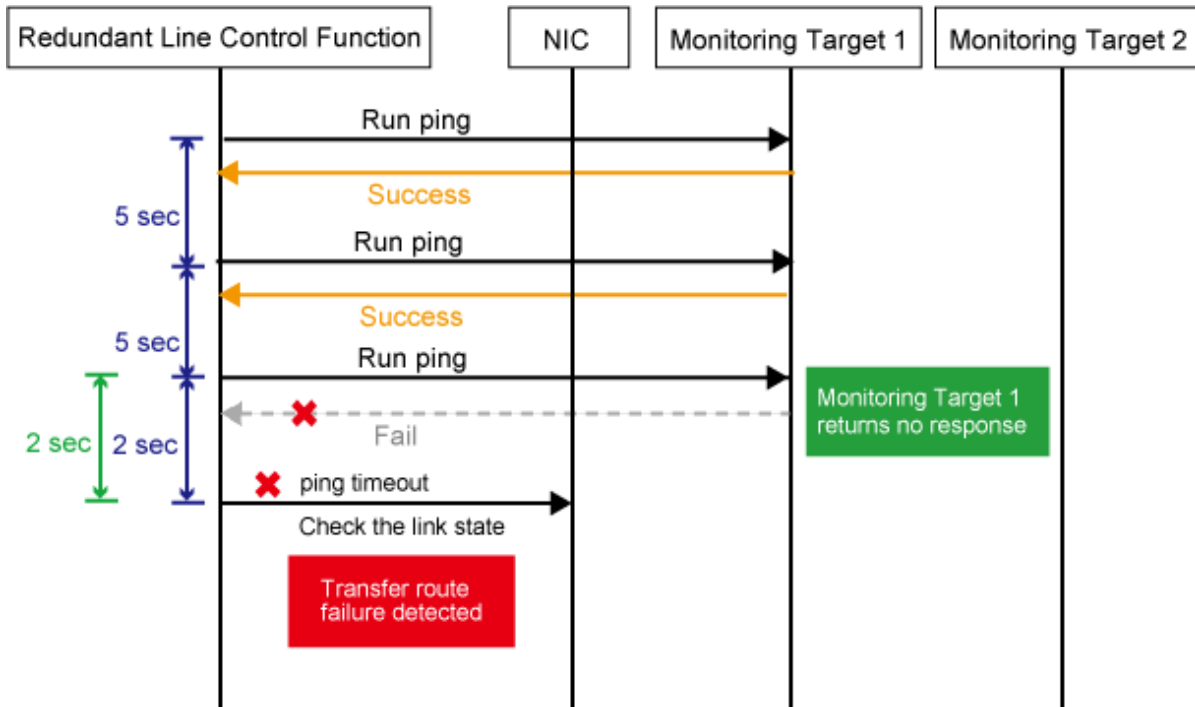 Redundant Line Control Function
NIC
Monitoring Target 1
Monitoring Target 2
Run ping
Success
5 sec
Run ping
Success
5 sec
Run ping
Monitoring Target 1
returns no response
Fail
2 sec
2 sec
ping timeout
Check the link state
Transfer route
failure detected